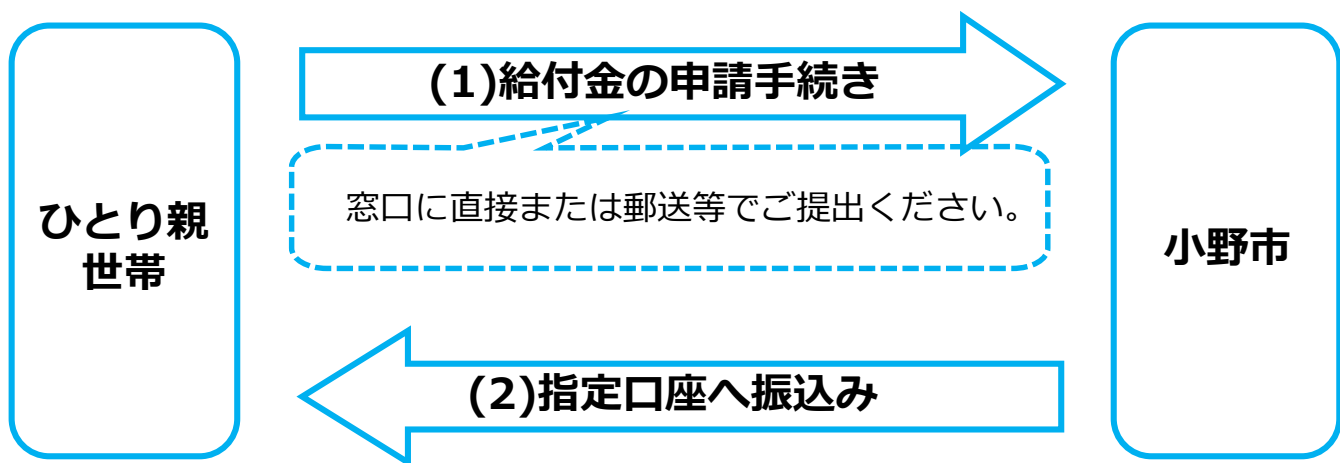 (1)給付金の申請手続き
窓口に直接または郵送等でご提出ください。
ひとり親
世帯
小野市
(2)指定口座へ振込み